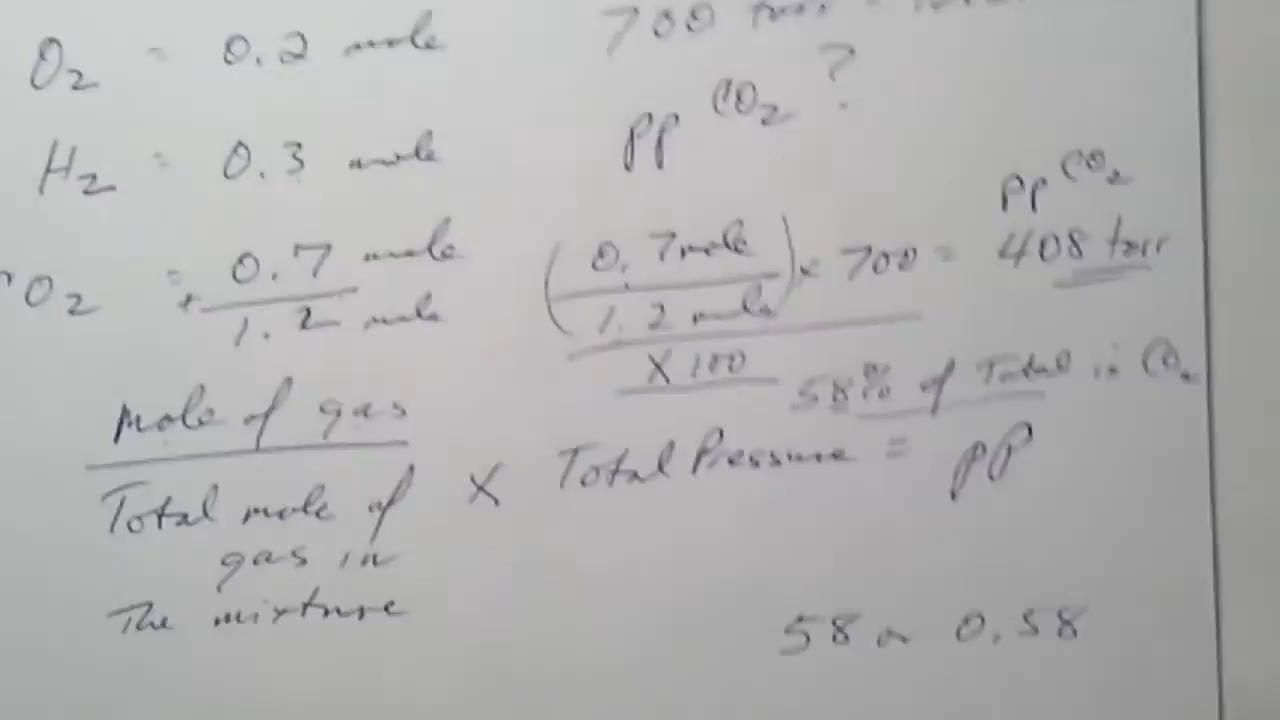 O2 = 0.2 mole 700 torr
H2 = 0.3 mole pp CO2 ?
O2 = + 0.7 mole (0.7 mole) x 700 = pp CO2 408 torr
1.2 mole 1.2 mole
x 100 58% of Total is CO2
mole of gas
Total mole of x Total Pressure = pp
gas in
The mixture
58 or 0.58